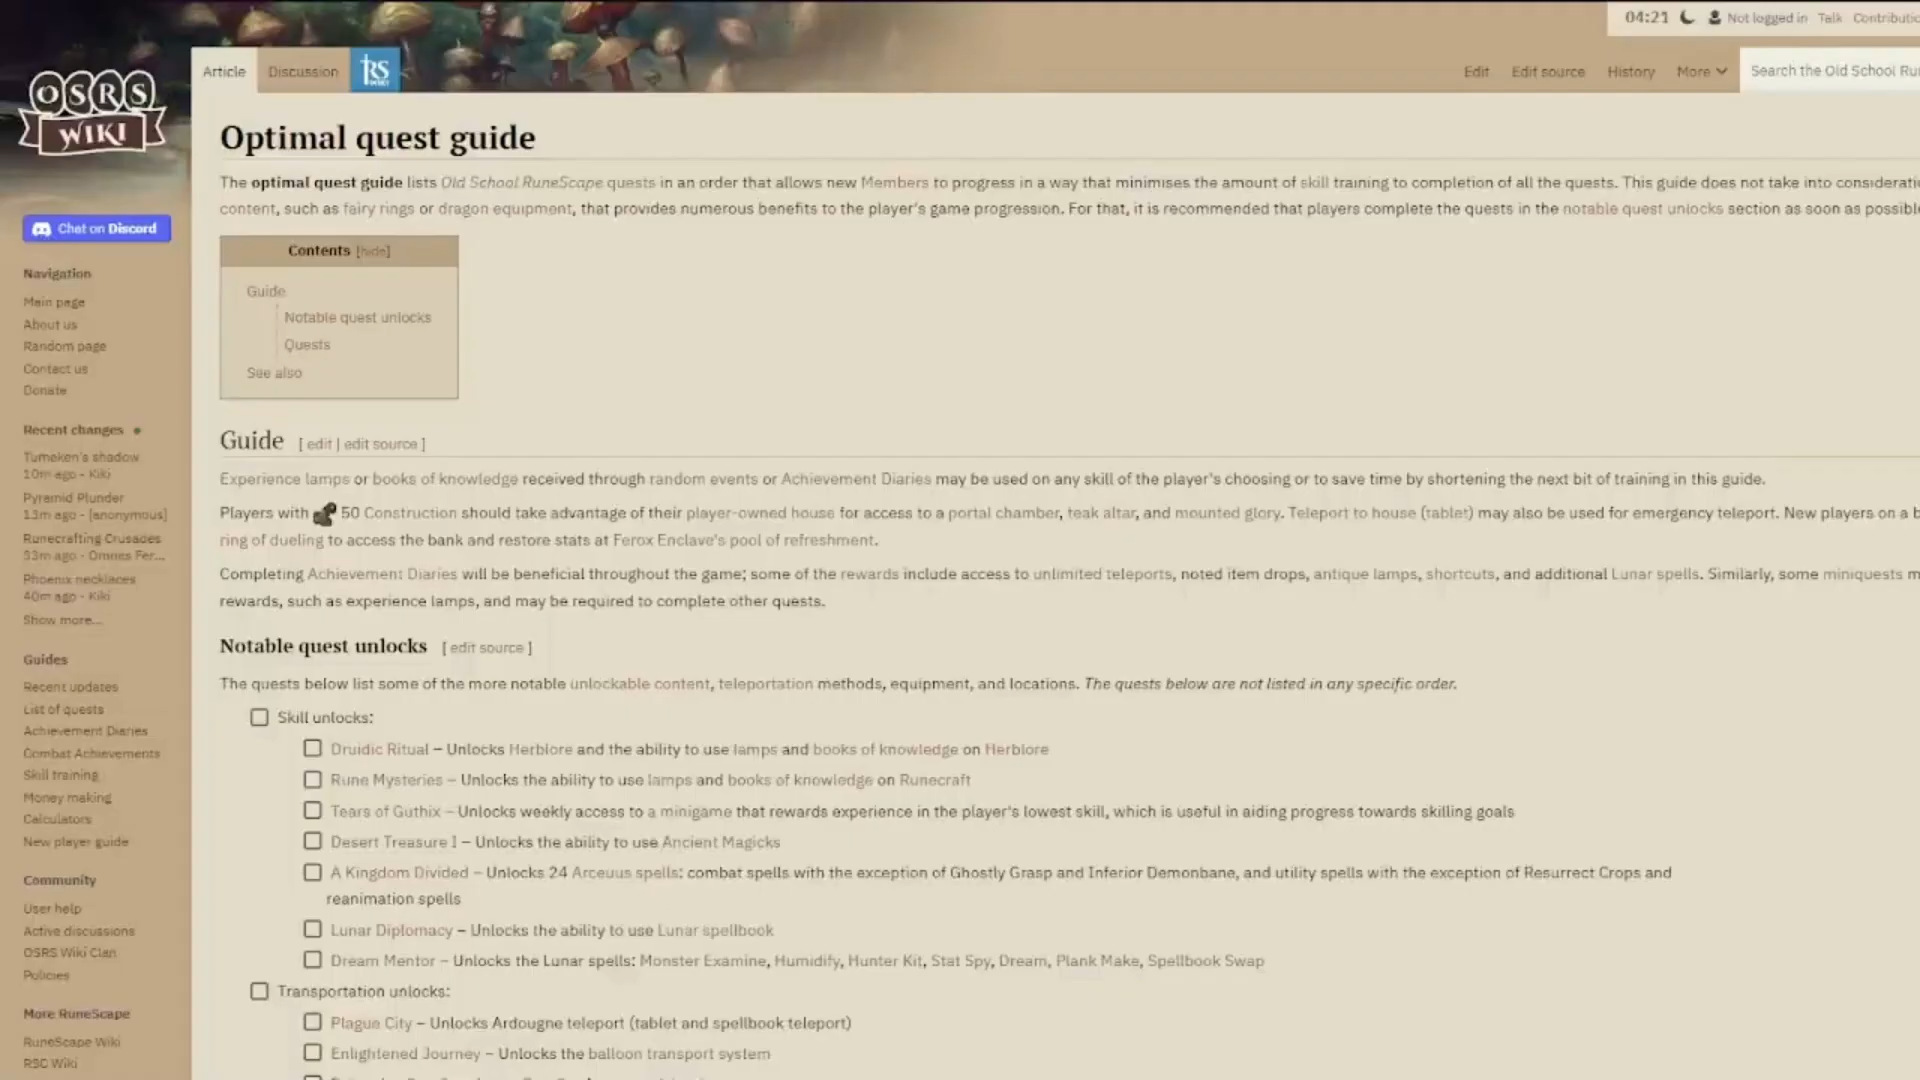 04:21 Not logged in Talk
OSRS
WIKI
Article Discussion RS Edit Edit source History More Search the Old School
Optimal quest guide
The optimal quest guide lists Old School RuneScape quests in an order that allows new Members to progress in a way that minimises the amount of skill training to completion of all the quests. This guide does not take into
content, such as fairy rings or dragon equipment, that provides numerous benefits to the player's game progression. For that, it is recommended that players complete the quests in the notable quest unlocks section as soon as possible
Chat on Discord
Contents [hide]
Guide
Notable quest unlocks
Quests
See also
Navigation
Main page
About us
Random page
Contact us
Donate
Recent changes
Tumeken's shadow
10m ago - Kiki
Pyramid Plunder
13m ago - [anonymous]
Runecrafting Crusades
33m ago - Omnes Fer...
Phoenix necklaces
40m ago - Kiki
Show more...
Guides
Recent updates
List of quests
Achievement Diaries
Combat Achievements
Skill training
Money making
Calculators
New player guide
Community
User help
Active discussions
OSRS Wiki Clan
Policies
More RuneScape
RuneScape Wiki
RSC Wiki
Guide [ edit | edit source ]
Experience lamps or books of knowledge received through random events or Achievement Diaries may be used on any skill of the player's choosing or to save time by shortening the next bit of training in this guide.
Players with 50 Construction should take advantage of their player-owned house for access to a portal chamber, teak altar, and mounted glory. Teleport to house (tablet) may also be used for emergency teleport. New players on a
ring of dueling to access the bank and restore stats at Ferox Enclave's pool of refreshment.
Completing Achievement Diaries will be beneficial throughout the game; some of the rewards include access to unlimited teleports, noted item drops, antique lamps, shortcuts, and additional Lunar spells. Similarly, some miniquests
rewards, such as experience lamps, and may be required to complete other quests.
Notable quest unlocks [ edit source ]
The quests below list some of the more notable unlockable content, teleportation methods, equipment, and locations. The quests below are not listed in any specific order.
Skill unlocks:
Druidic Ritual – Unlocks Herblore and the ability to use lamps and books of knowledge on Herblore
Rune Mysteries – Unlocks the ability to use lamps and books of knowledge on Runecraft
Tears of Guthix – Unlocks weekly access to a minigame that rewards experience in the player's lowest skill, which is useful in aiding progress towards skilling goals
Desert Treasure I – Unlocks the ability to use Ancient Magicks
A Kingdom Divided – Unlocks 24 Arceuus spells: combat spells with the exception of Ghostly Grasp and Inferior Demonbane, and utility spells with the exception of Resurrect Crops and
reanimation spells
Lunar Diplomacy – Unlocks the ability to use Lunar spellbook
Dream Mentor – Unlocks the Lunar spells: Monster Examine, Humidify, Hunter Kit, Stat Spy, Dream, Plank Make, Spellbook Swap
Transportation unlocks:
Plague City – Unlocks Ardougne teleport (tablet and spellbook teleport)
Enlightened Journey – Unlocks the balloon transport system